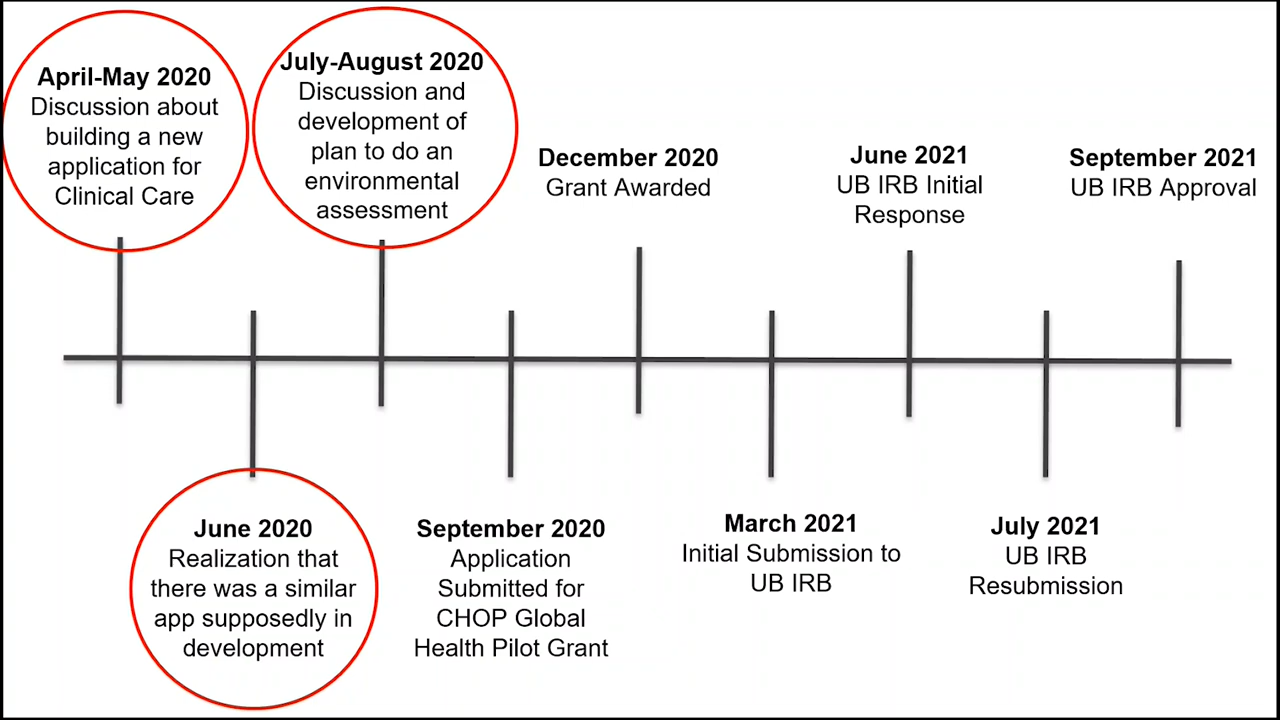 April-May 2020
Discussion about
building a new
application for
Clinical Care
June 2020
Realization that
there was a similar
app supposedly in
development
July-August 2020
Discussion and
development of
plan to do an
environmental
assessment
September 2020
Application
Submitted for
CHOP Global
Health Pilot Grant
December 2020
Grant Awarded
March 2021
Initial Submission to
UB IRB
June 2021
UB IRB Initial
Response
July 2021
UB IRB
Resubmission
September 2021
UB IRB Approval